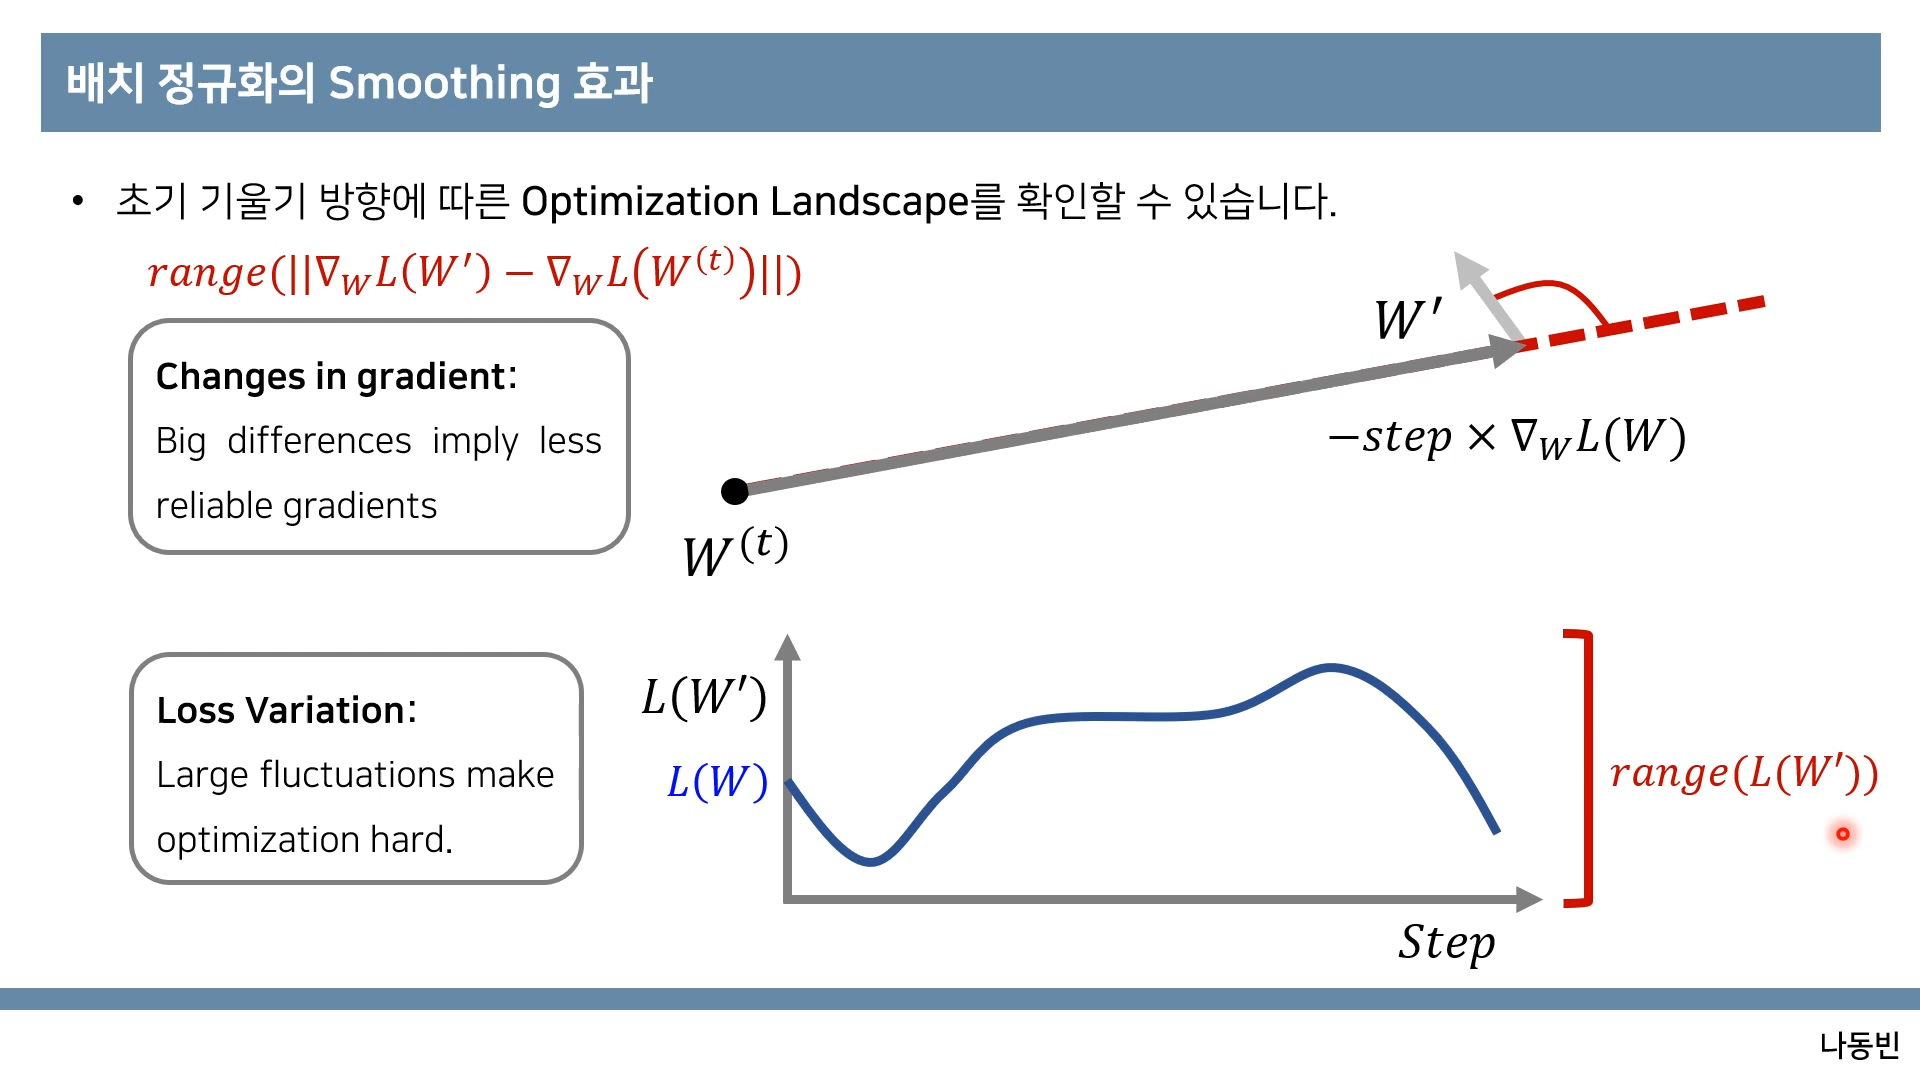 배치 정규화의 Smoothing 효과
• 초기 기울기 방향에 따른 Optimization Landscape를 확인할 수 있습니다.
range(||∇_W L(W′) − ∇_W L(W^(t))||)
Changes in gradient:
Big differences imply less
reliable gradients
W′
−step × ∇_W L(W)
W^(t)
Loss Variation:
Large fluctuations make
optimization hard.
L(W′)
L(W)
range(L(W′))
Step
나동빈